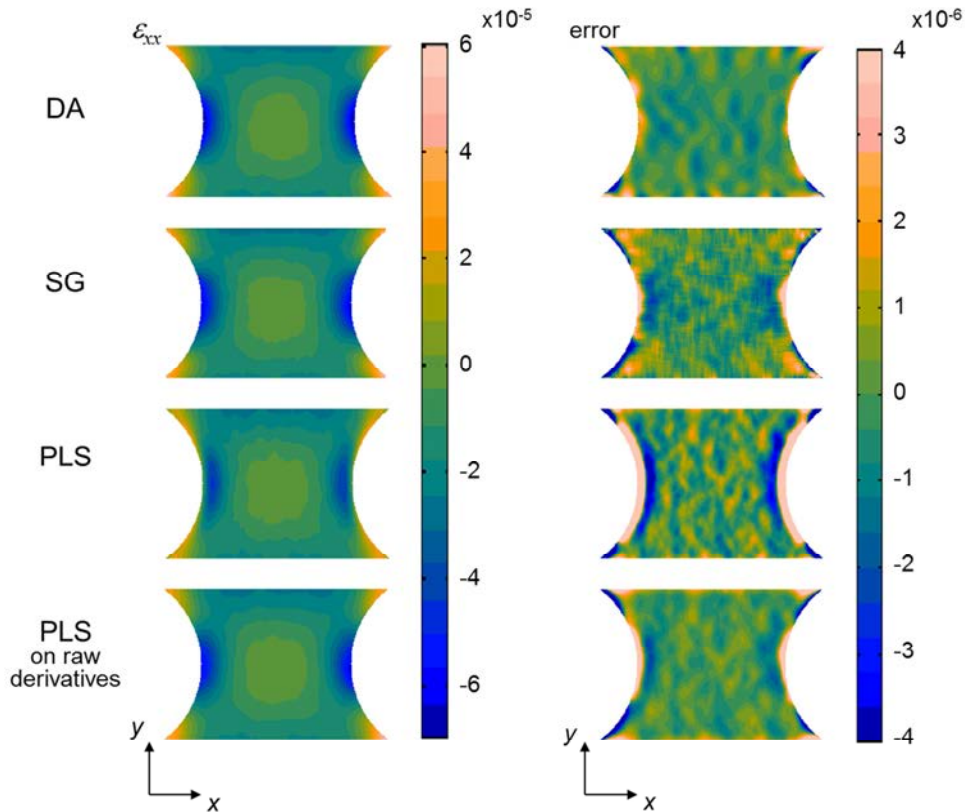 εxx
x10-5
error
x10-6
DA
SG
PLS
PLS
on raw
derivatives
6
4
2
0
-2
-4
-6
4
3
2
1
0
-1
-2
-3
-4
y
x
y
x